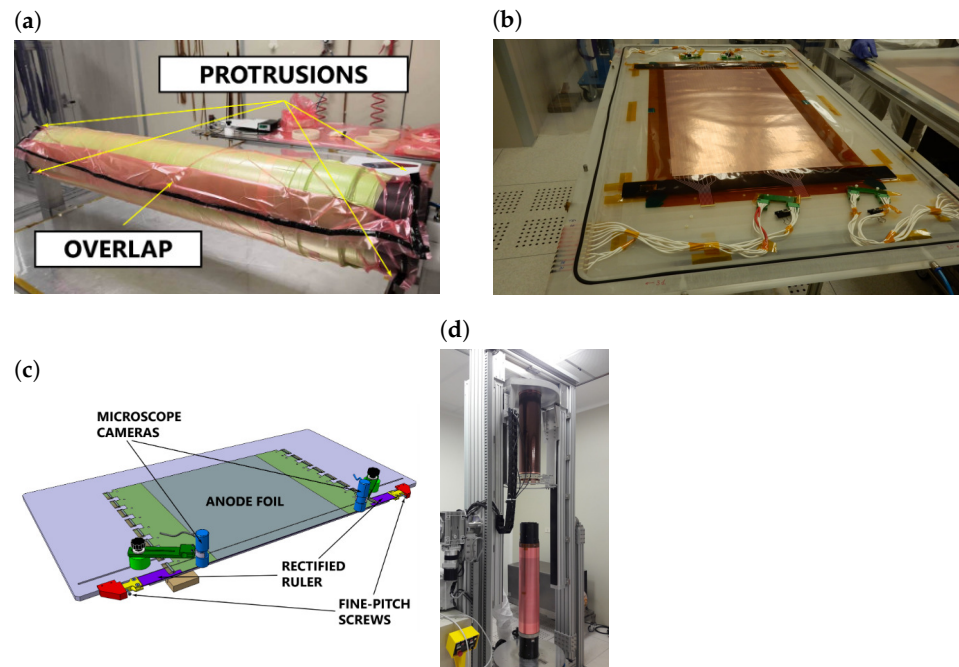 (a)
PROTRUSIONS
OVERLAP
(b)
(c)
MICROSCOPE
CAMERAS
ANODE FOIL
RECTIFIED
RULER
FINE-PITCH
SCREWS
(d)